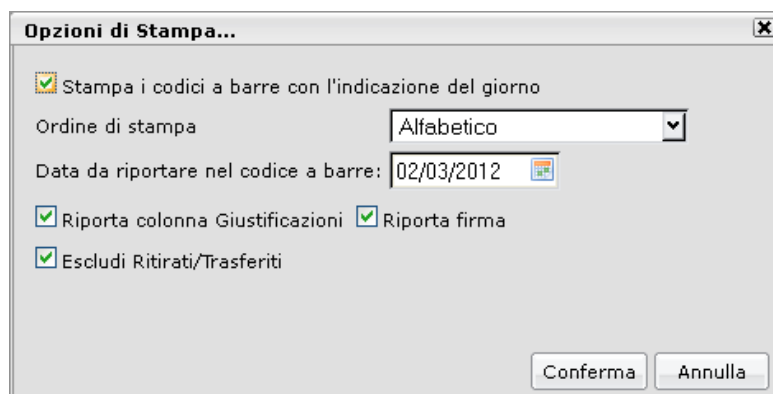 Opzioni di Stampa...
Stampa i codici a barre con l'indicazione del giorno
Ordine di stampa Alfabetico
Data da riportare nel codice a barre: 02/03/2012
Riporta colonna Giustificazioni Riporta firma
Escludi Ritirati/Trasferiti
Conferma Annulla